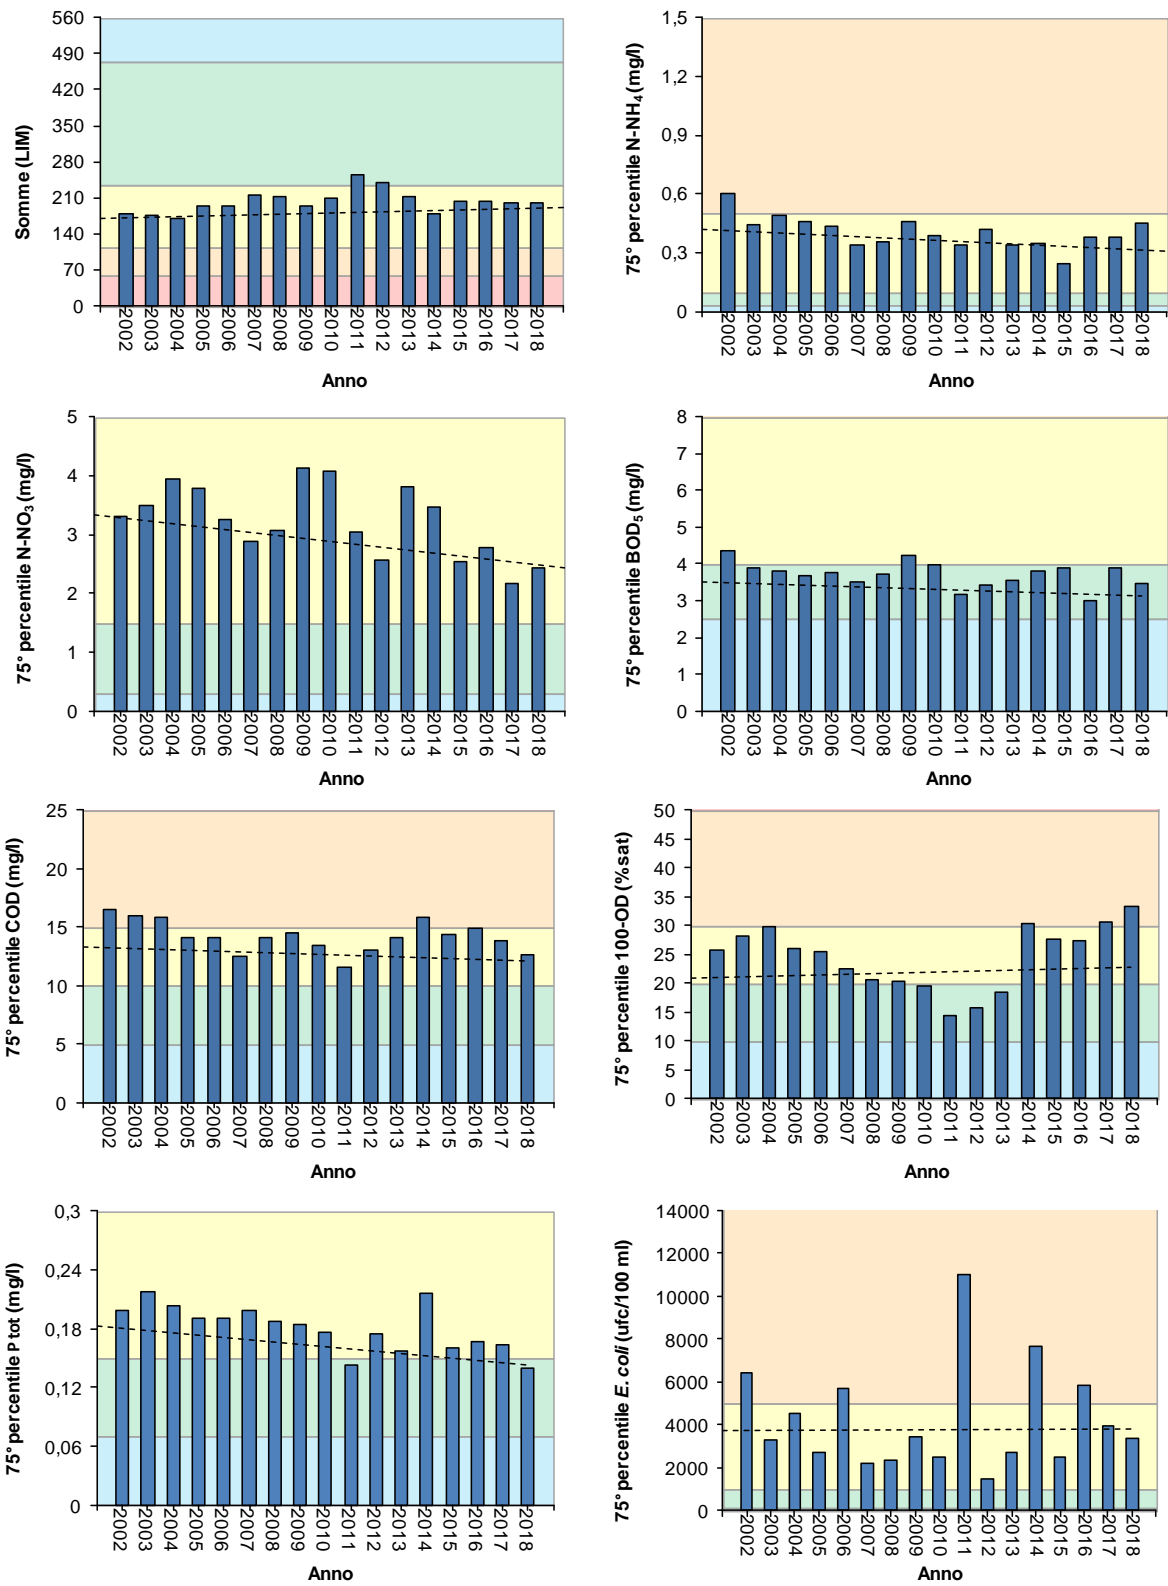 Somme (LIM)
560
490
420
350
280
210
140
70
0
2002 2003 2004 2005 2006 2007 2008 2009 2010 2011 2012 2013 2014 2015 2016 2017 2018
Anno
75° percentile N-NH₄ (mg/l)
1,5
1,2
0,9
0,6
0,3
0
2002 2003 2004 2005 2006 2007 2008 2009 2010 2011 2012 2013 2014 2015 2016 2017 2018
Anno
75° percentile N-NO₃ (mg/l)
5
4
3
2
1
0
2002 2003 2004 2005 2006 2007 2008 2009 2010 2011 2012 2013 2014 2015 2016 2017 2018
Anno
75° percentile BOD₅ (mg/l)
8
7
6
5
4
3
2
1
0
2002 2003 2004 2005 2006 2007 2008 2009 2010 2011 2012 2013 2014 2015 2016 2017 2018
Anno
75° percentile COD (mg/l)
25
20
15
10
5
0
2002 2003 2004 2005 2006 2007 2008 2009 2010 2011 2012 2013 2014 2015 2016 2017 2018
Anno
75° percentile 100-OD (%sat)
50
45
40
35
30
25
20
15
10
5
0
2002 2003 2004 2005 2006 2007 2008 2009 2010 2011 2012 2013 2014 2015 2016 2017 2018
Anno
75° percentile P tot (mg/l)
0,3
0,24
0,18
0,12
0,06
0
2002 2003 2004 2005 2006 2007 2008 2009 2010 2011 2012 2013 2014 2015 2016 2017 2018
Anno
75° percentile E. coli (ufc/100 ml)
14000
12000
10000
8000
6000
4000
2000
0
2002 2003 2004 2005 2006 2007 2008 2009 2010 2011 2012 2013 2014 2015 2016 2017 2018
Anno